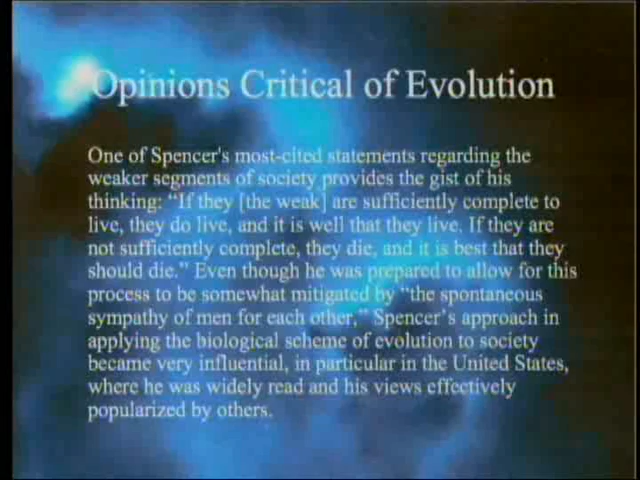 Opinions Critical of Evolution
One of Spencer's most-cited statements regarding the
weaker segments of society provides the gist of his
thinking: “If they [the weak] are sufficiently complete to
live, they do live, and it is well that they live. If they are
not sufficiently complete, they die, and it is best that they
should die.” Even though he was prepared to allow for this
process to be somewhat mitigated by “the spontaneous
sympathy of men for each other,” Spencer’s approach in
applying the biological scheme of evolution to society
became very influential, in particular in the United States,
where he was widely read and his views effectively
popularized by others.